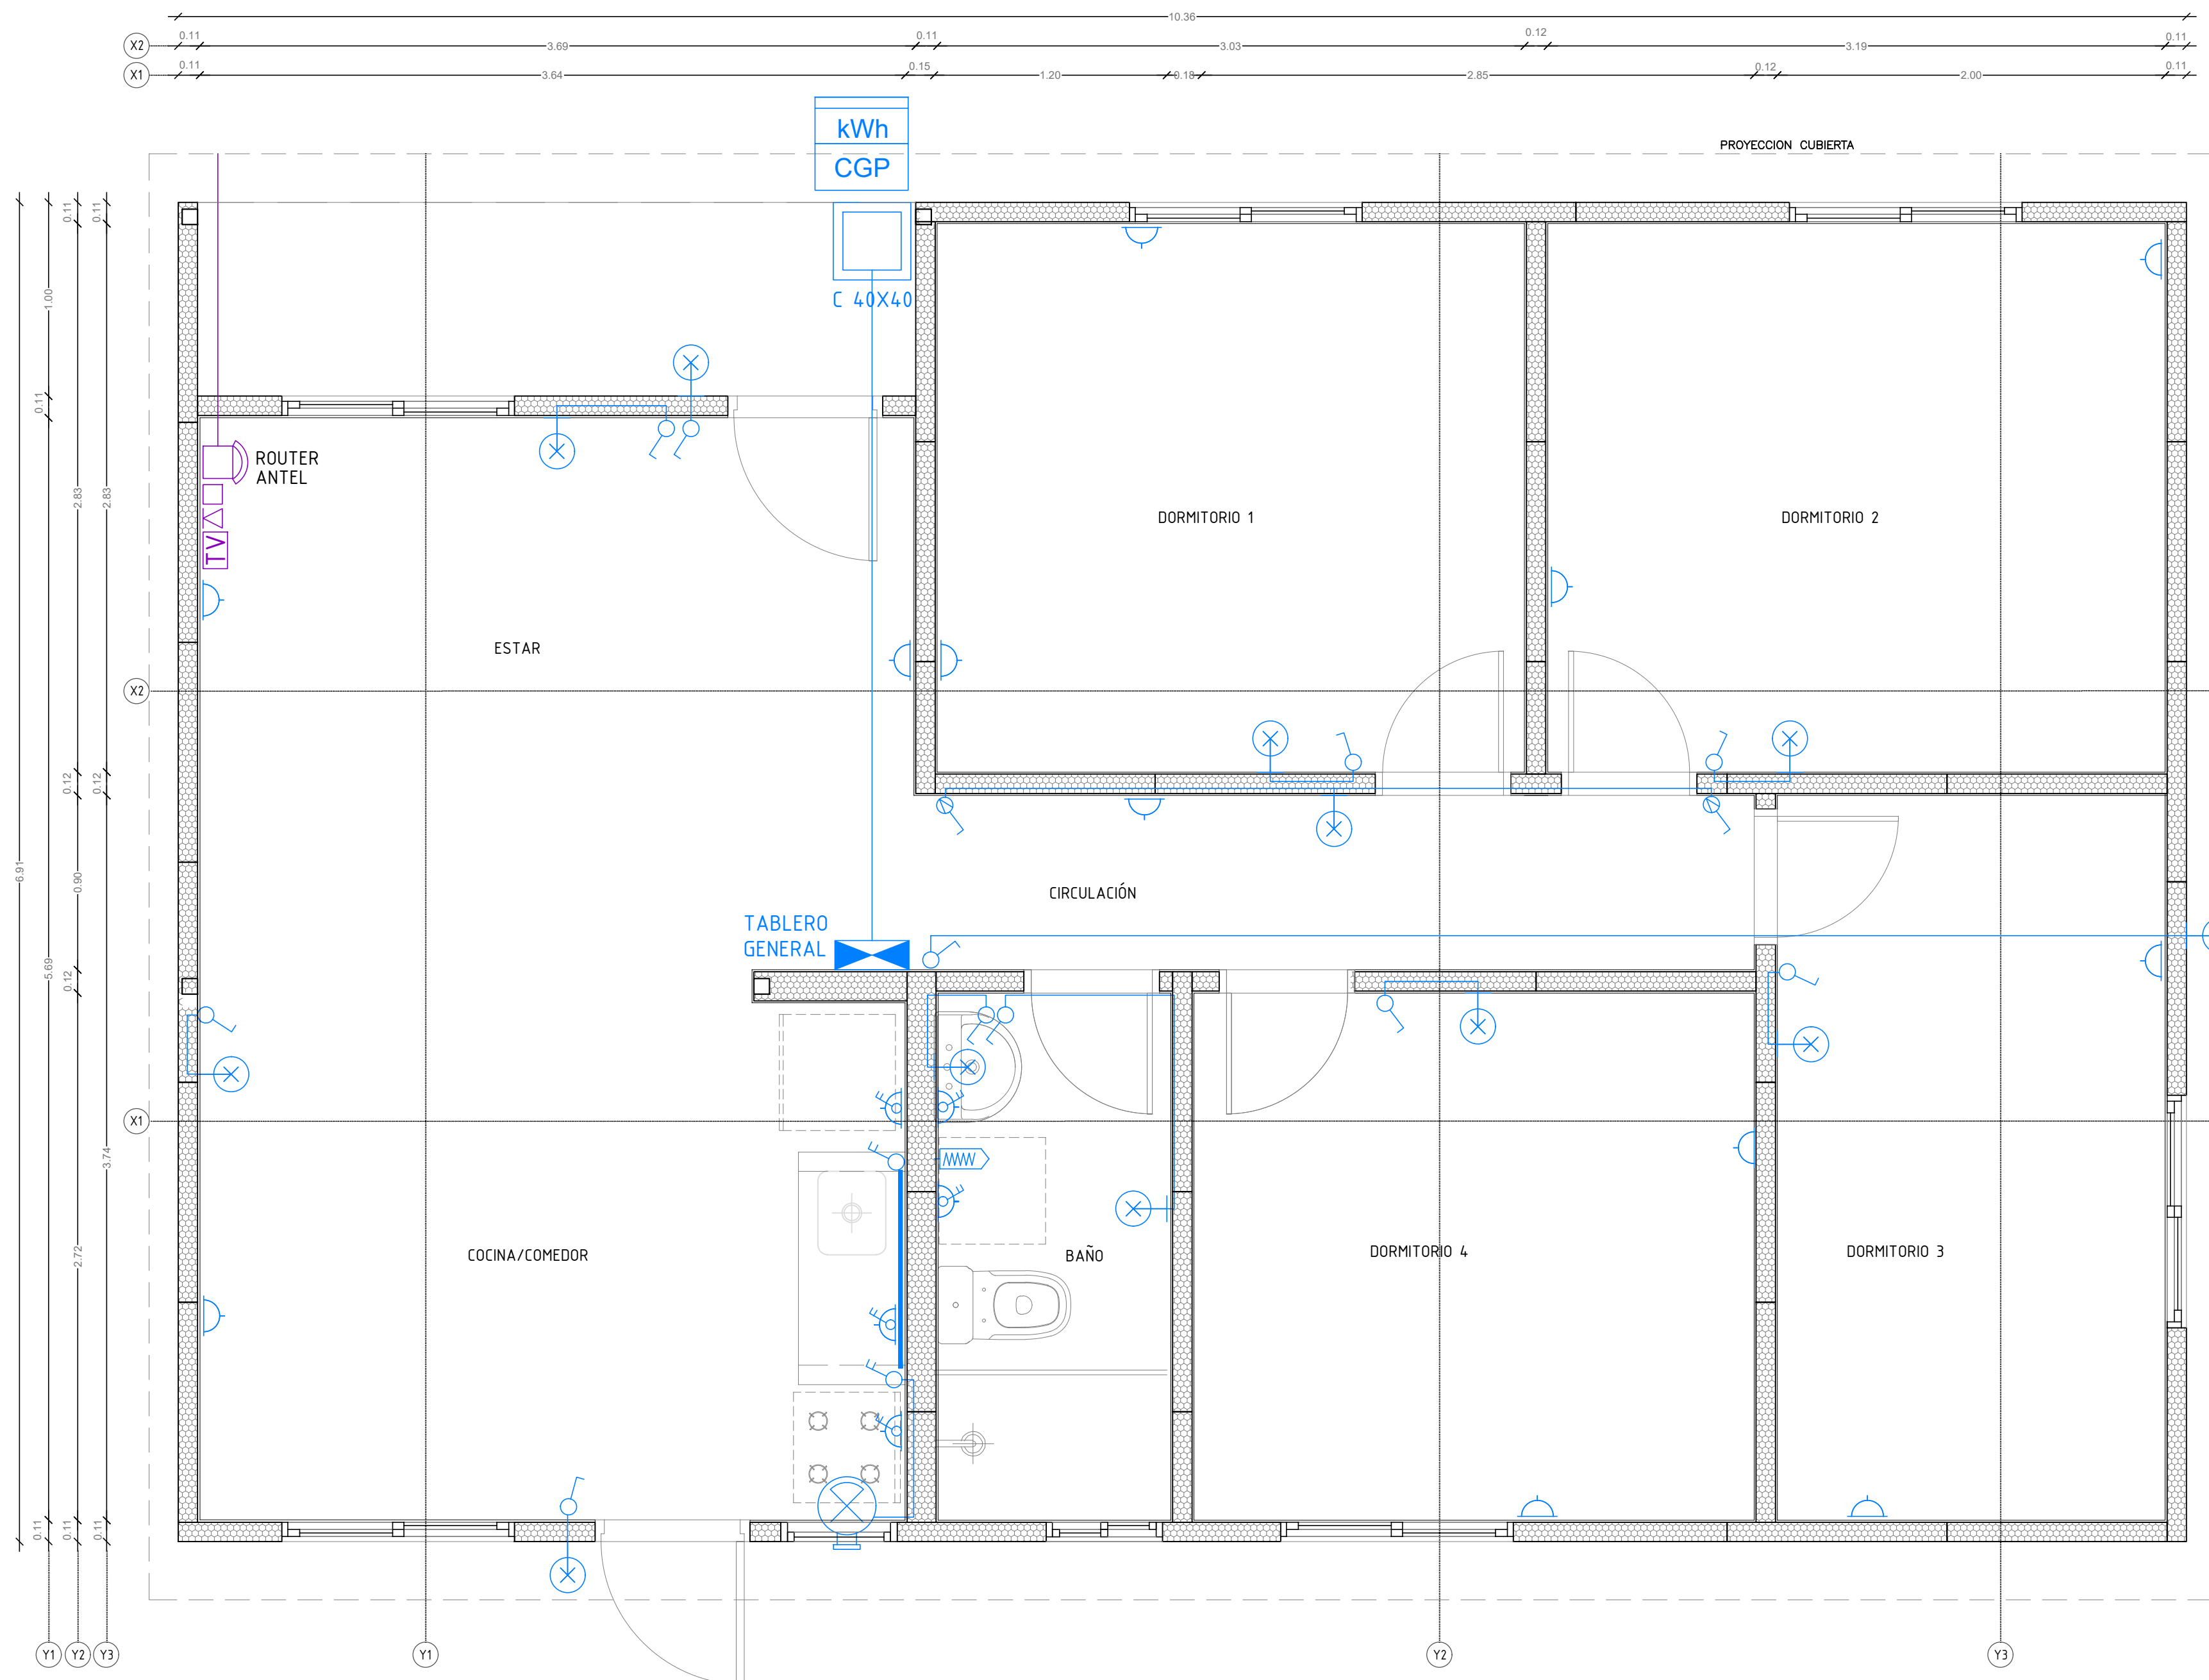 10.36
X2 0.11 3.69 0.11 3.03 0.12 3.19 0.11
X1 0.11 3.64 0.15 1.20 0.18 2.85 0.12 2.00 0.11
kWh
CGP
PROYECCION CUBIERTA
C 40X40
ROUTER
ANTEL
TV
DORMITORIO 1
DORMITORIO 2
ESTAR
X2
TABLERO
GENERAL
CIRCULACIÓN
X1
COCINA/COMEDOR
BAÑO
DORMITORIO 4
DORMITORIO 3
6.91
1.00
0.11
5.69
0.11
0.11
2.83
0.12
0.90
0.12
2.72
0.11
0.11
2.83
0.12
3.74
0.11
Y1 Y2 Y3 Y1 Y2 Y3